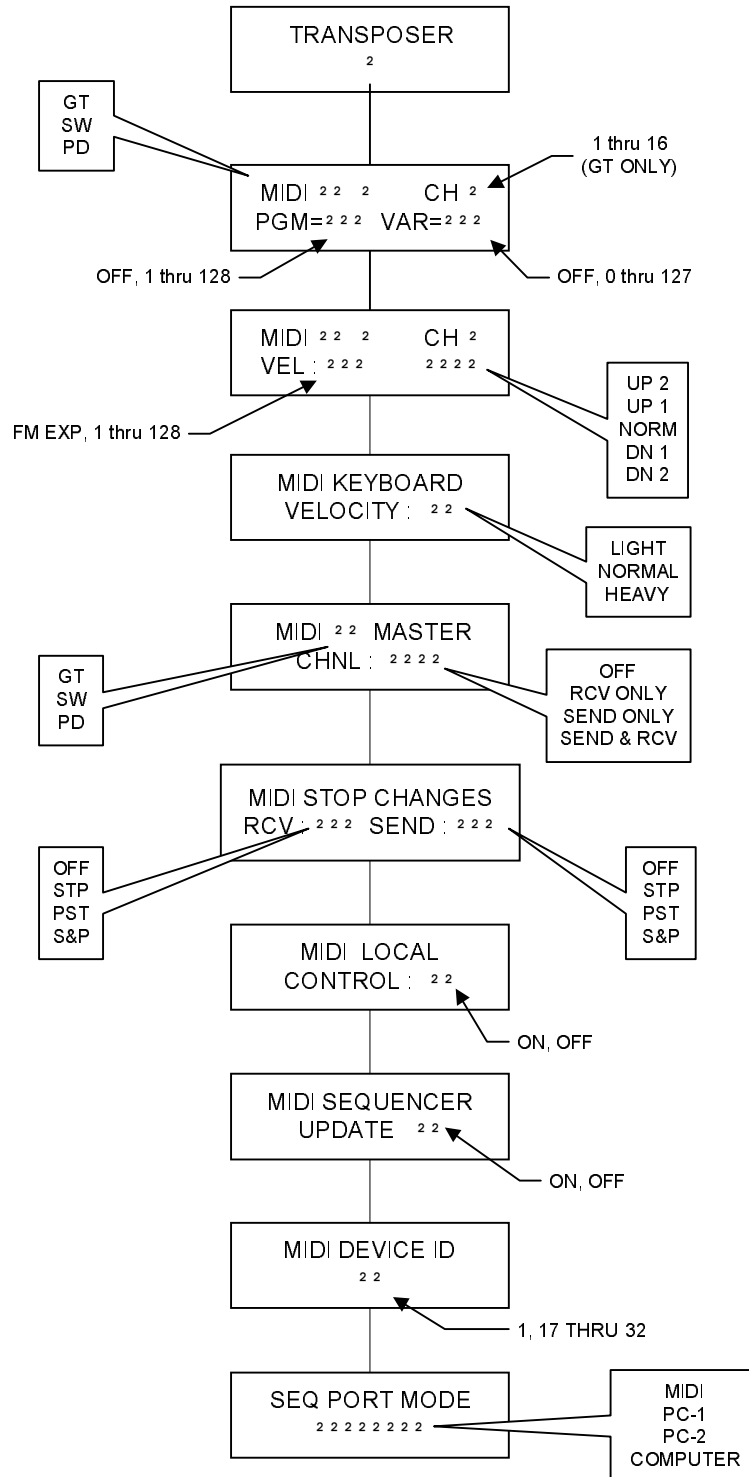 TRANSPOSER
²
GT
SW
PD
1 thru 16
(GT ONLY)
MIDI ²² ² CH ²
PGM=²²² VAR=²²²
OFF, 1 thru 128
OFF, 0 thru 127
MIDI ²² ² CH ²
VEL : ²²² ²²²²
FM EXP, 1 thru 128
UP 2
UP 1
NORM
DN 1
DN 2
MIDI KEYBOARD
VELOCITY : ²²
LIGHT
NORMAL
HEAVY
MIDI ²² MASTER
CHNL : ²²²²
GT
SW
PD
OFF
RCV ONLY
SEND ONLY
SEND & RCV
MIDI STOP CHANGES
RCV : ²²² SEND : ²²²
OFF
STP
PST
S&P
OFF
STP
PST
S&P
MIDI LOCAL
CONTROL : ²²
ON, OFF
MIDI SEQUENCER
UPDATE ²²
ON, OFF
MIDI DEVICE ID
²²
1, 17 THRU 32
SEQ PORT MODE
²²²²²²²²
MIDI
PC-1
PC-2
COMPUTER